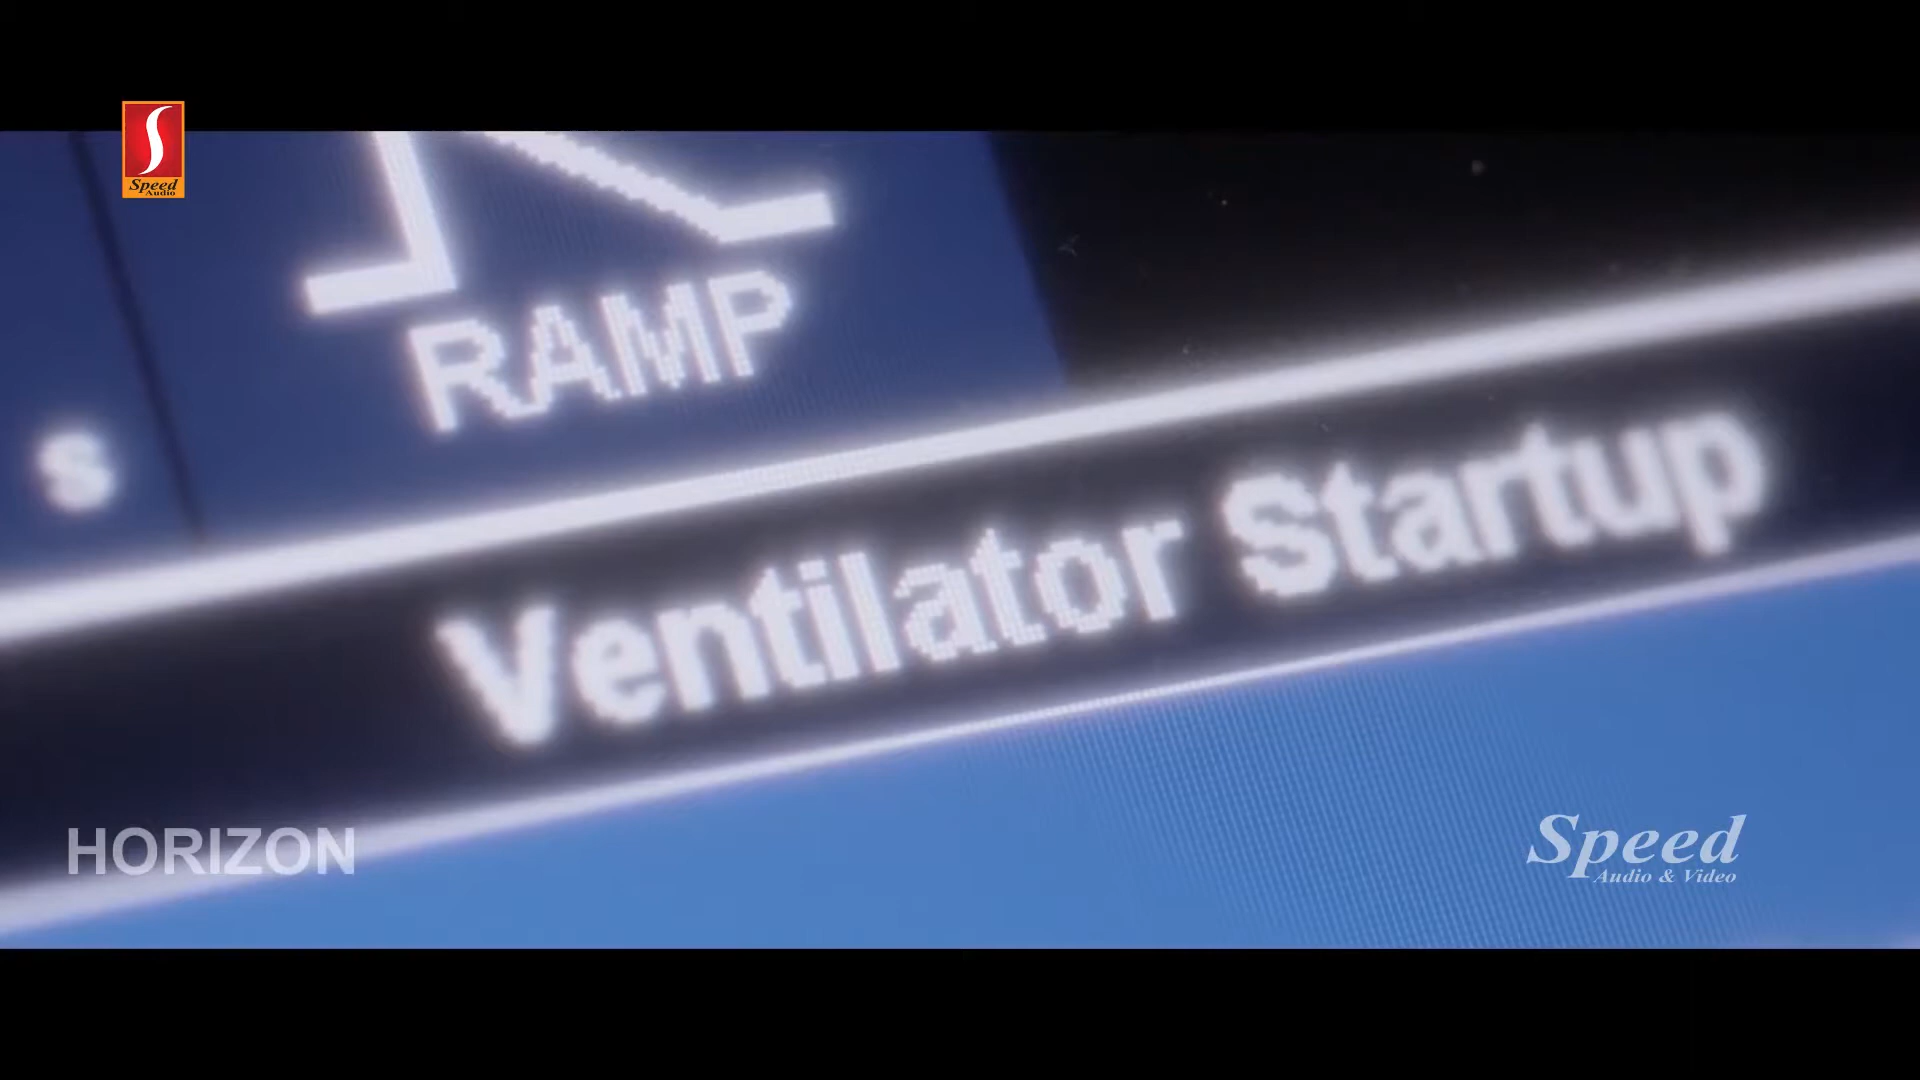 Speed
Audio
RAMP
s
Ventilator Startup
HORIZON
Speed
Audio & Video